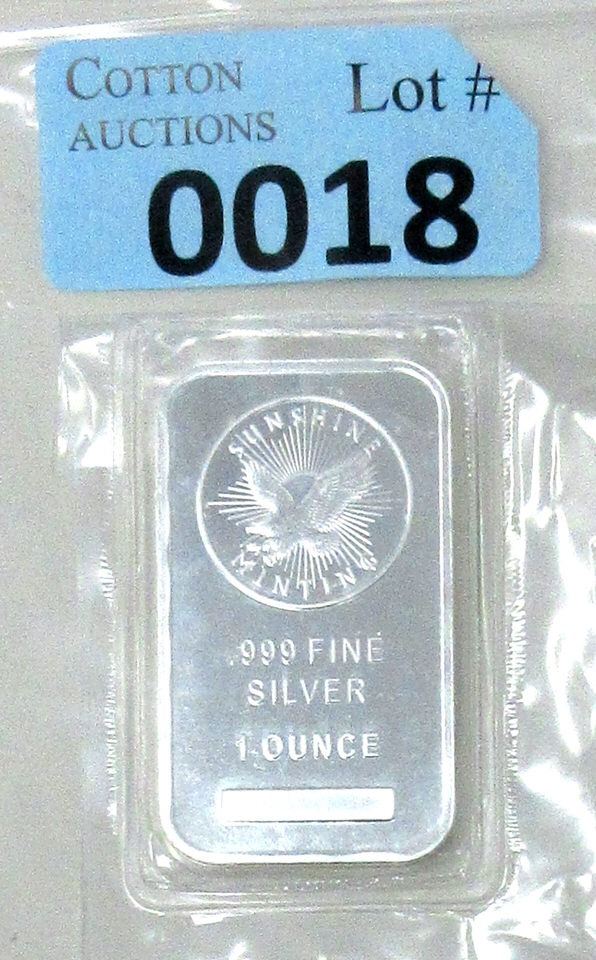 COTTON
AUCTIONS
Lot #
0018
SUNSHINE
MINTING
.999 FINE
SILVER
1 OUNCE